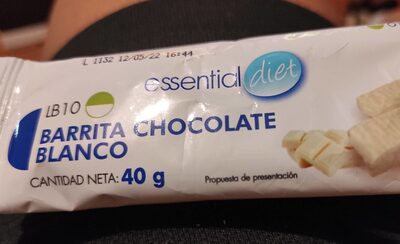 L 1132 12/05/22 16:44
essential diet
LB10
BARRITA CHOCOLATE
BLANCO
CANTIDAD NETA: 40 g
Propuesta de presentación